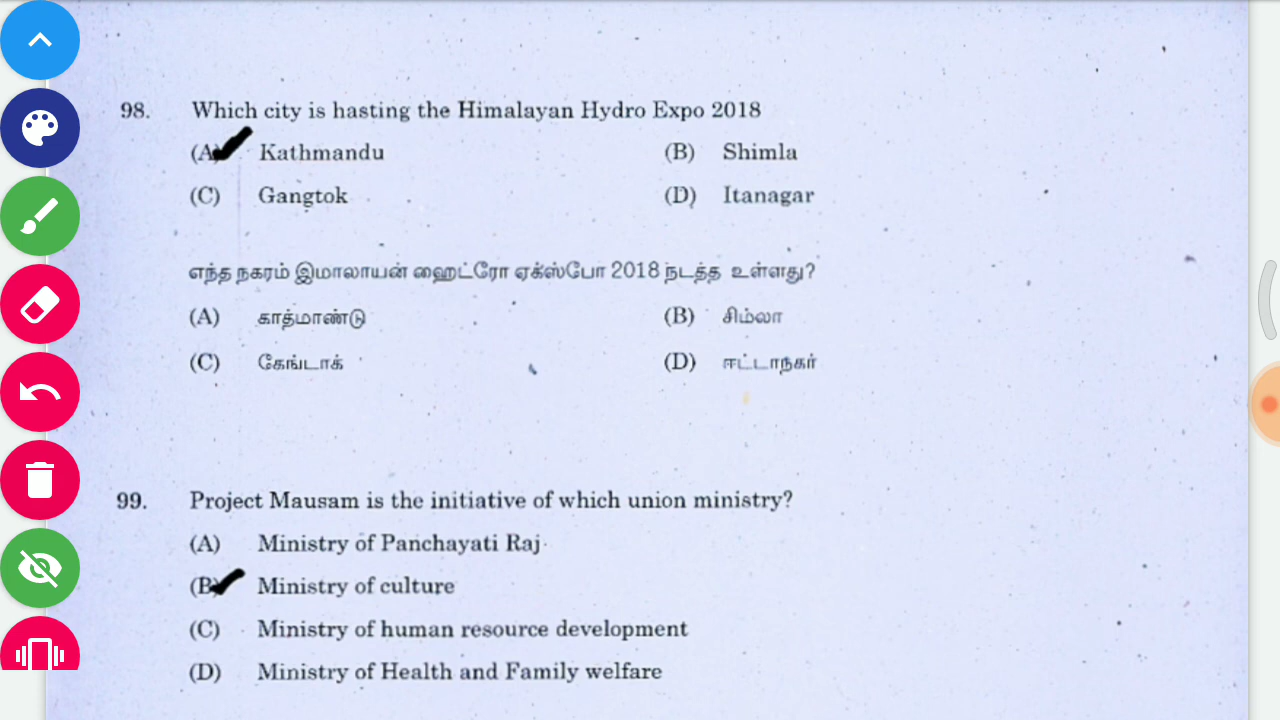 98. Which city is hasting the Himalayan Hydro Expo 2018
(A) Kathmandu (B) Shimla
(C) Gangtok (D) Itanagar
எந்த நகரம் இமாலாயன் ஹைட்ரோ ஏக்ஸ்போ 2018 நடத்த உள்ளது?
(A) காத்மாண்டு (B) சிம்லா
(C) கேங்டாக் (D) ஈட்டாநகர்
99. Project Mausam is the initiative of which union ministry?
(A) Ministry of Panchayati Raj
(B) Ministry of culture
(C) Ministry of human resource development
(D) Ministry of Health and Family welfare